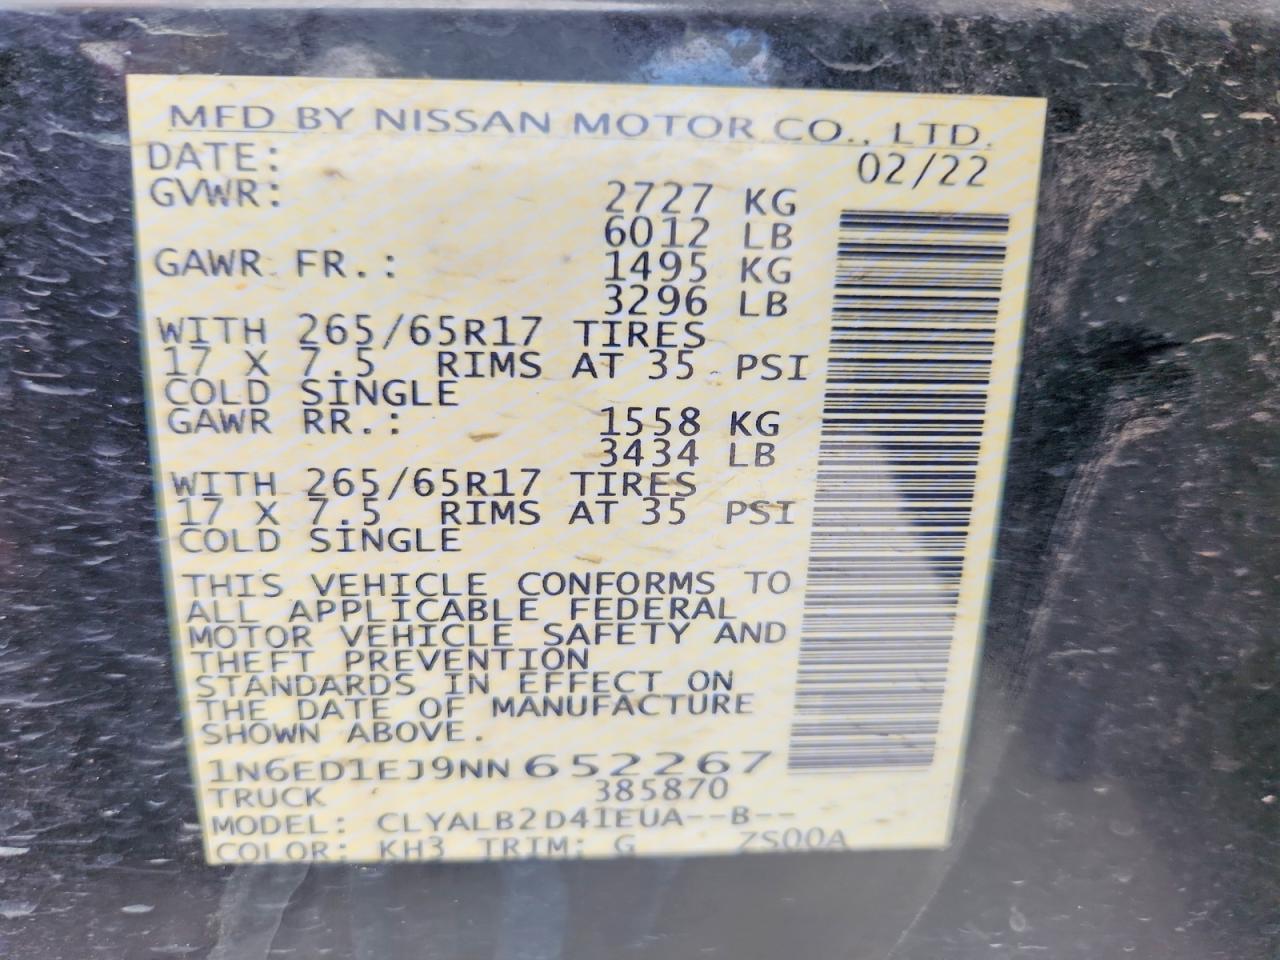 MFD BY NISSAN MOTOR CO., LTD.
DATE: 02/22
GVWR: 2727 KG
6012 LB
GAWR FR.: 1495 KG
3296 LB
WITH 265/65R17 TIRES
17 X 7.5 RIMS AT 35 PSI
COLD SINGLE
GAWR RR.: 1558 KG
3434 LB
WITH 265/65R17 TIRES
17 X 7.5 RIMS AT 35 PSI
COLD SINGLE
THIS VEHICLE CONFORMS TO
ALL APPLICABLE FEDERAL
MOTOR VEHICLE SAFETY AND
THEFT PREVENTION
STANDARDS IN EFFECT ON
THE DATE OF MANUFACTURE
SHOWN ABOVE.
1N6ED1EJ9NN652267
TRUCK 385870
MODEL: CLYALB2D41EUA--B--
COLOR: KH3 TRIM: G ZS00A